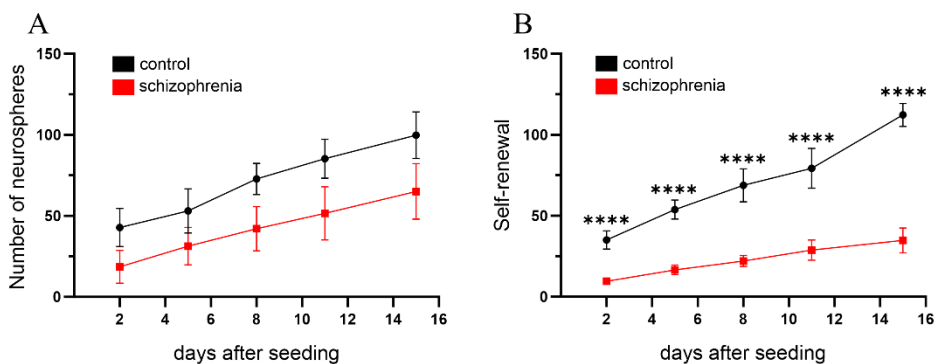 A
Number of neurospheres
150
100
50
0
control
schizophrenia
2 4 6 8 10 12 14 16
days after seeding
B
Self-renewal
150
100
50
0
control
schizophrenia
****
****
****
****
****
2 4 6 8 10 12 14 16
days after seeding